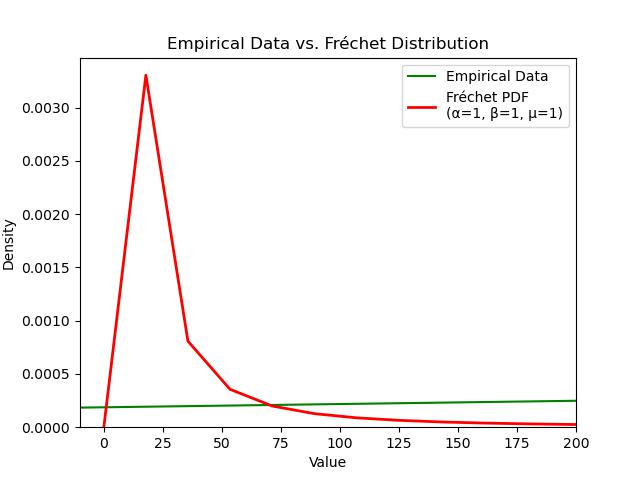 Empirical Data vs. Fréchet Distribution
Empirical Data
Fréchet PDF
(α=1, β=1, μ=1)
Density
0.0030
0.0025
0.0020
0.0015
0.0010
0.0005
0.0000
0 25 50 75 100 125 150 175 200
Value